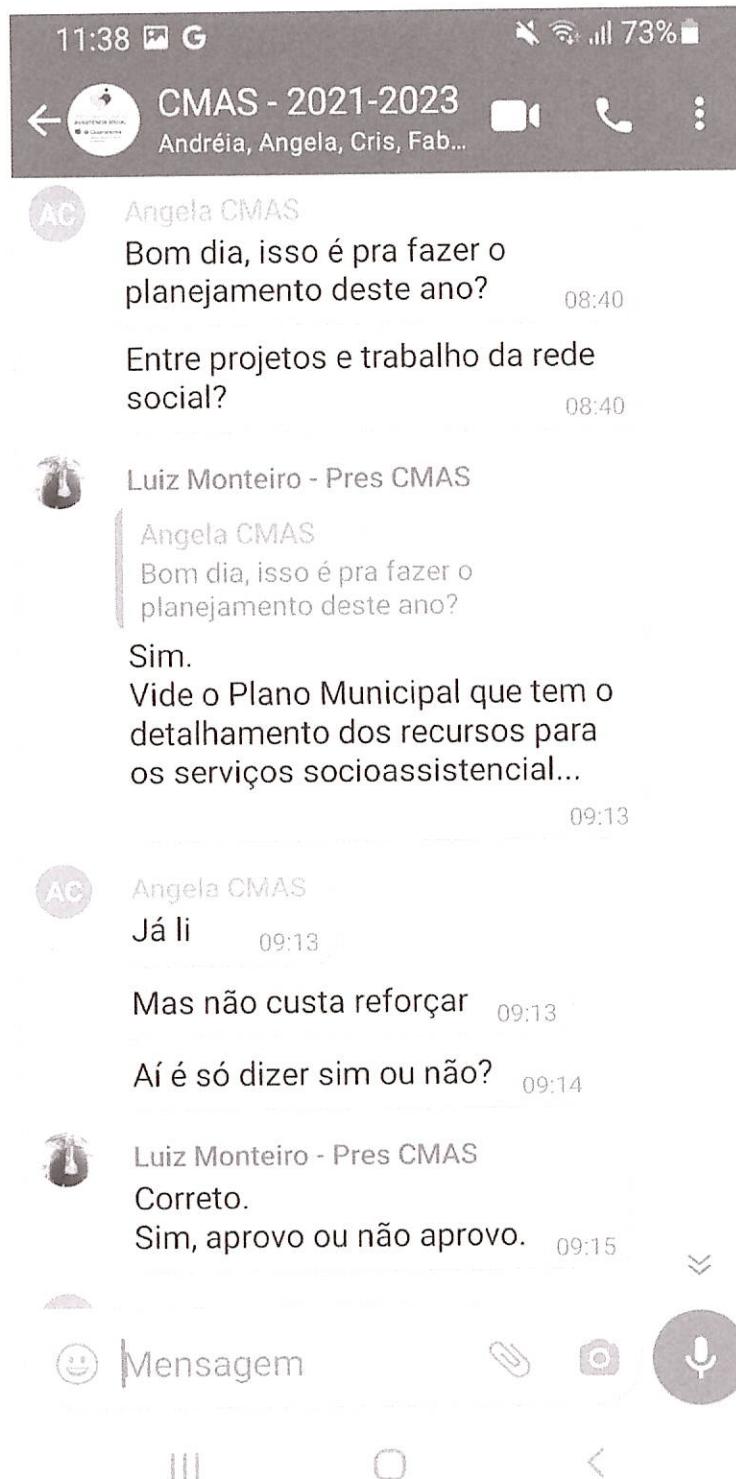 11:38 G 73%
CMAS - 2021-2023
Andréia, Angela, Cris, Fab...
AC Angela CMAS
Bom dia, isso é pra fazer o
planejamento deste ano? 08:40
Entre projetos e trabalho da rede
social? 08:40
Luiz Monteiro - Pres CMAS
Angela CMAS
Bom dia, isso é pra fazer o
planejamento deste ano?
Sim.
Vide o Plano Municipal que tem o
detalhamento dos recursos para
os serviços socioassistencial...
09:13
AC Angela CMAS
Já li 09:13
Mas não custa reforçar 09:13
Aí é só dizer sim ou não? 09:14
Luiz Monteiro - Pres CMAS
Correto.
Sim, aprovo ou não aprovo. 09:15
Mensagem